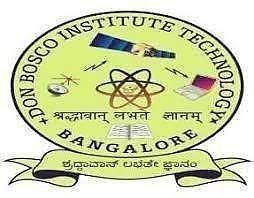 DON BOSCO INSTITUTE TECHNOLOGY
श्रद्धावान् लभते ज्ञानम्
BANGALORE
ಶ್ರದ್ಧಾವಾನ್ ಲಭತೇ ಜ್ಞಾನಂ